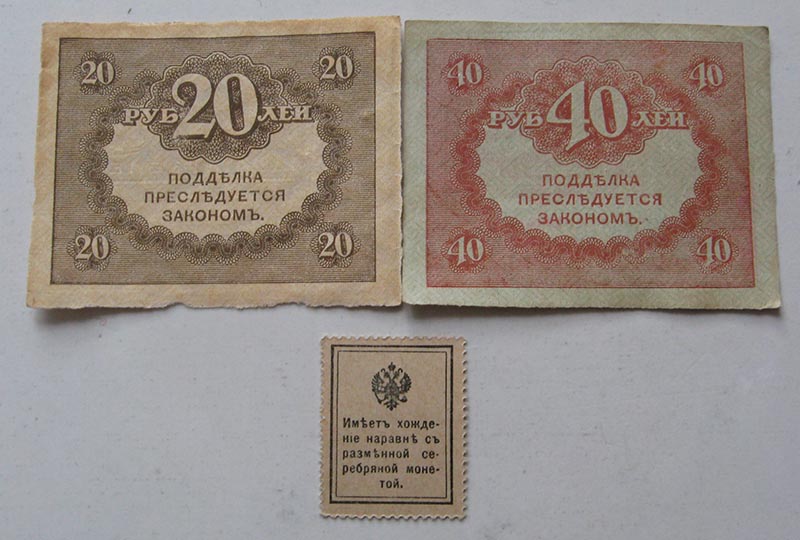 20 20
РУБ 20 ЛЕЙ
ПОДДѢЛКА
ПРЕСЛѢДУЕТСЯ
ЗАКОНОМЪ.
20 20
40 40
РУБ 40 ЛЕЙ
ПОДДѢЛКА
ПРЕСЛѢДУЕТСЯ
ЗАКОНОМЪ.
40 40
Имѣетъ хожде-
ніе наравнѣ съ
размѣнной се-
ребряной моне-
той.